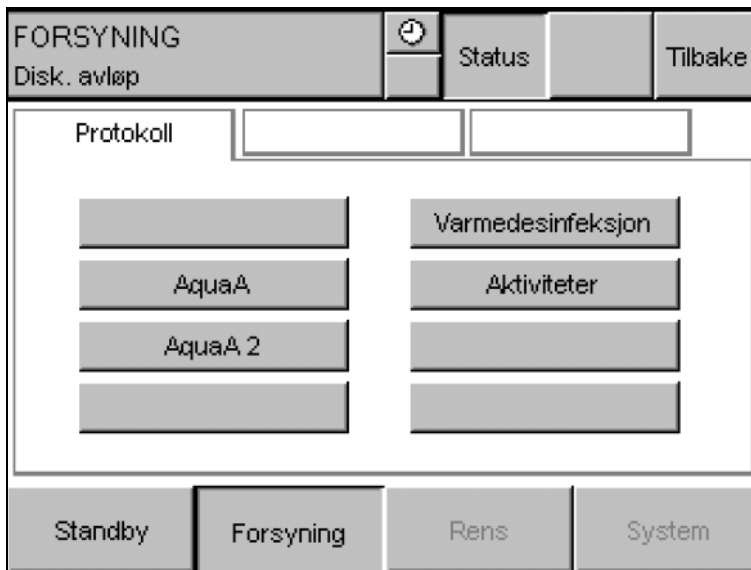 FORSYNING
Disk. avløp
Status
Tilbake
Protokoll
Varmedesinfeksjon
AquaA
Aktiviteter
AquaA 2
Standby
Forsyning
Rens
System